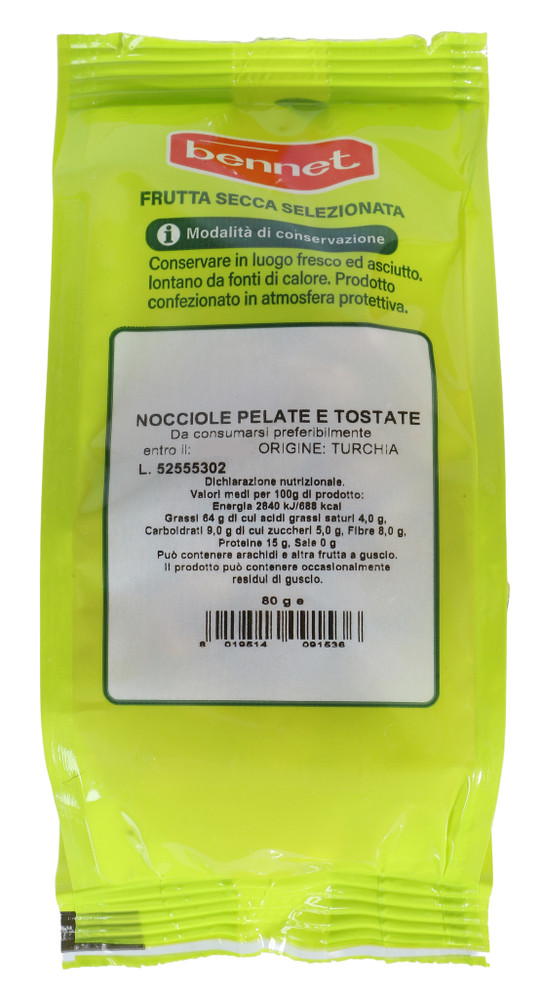 bennet
FRUTTA SECCA SELEZIONATA
i Modalità di conservazione
Conservare in luogo fresco ed asciutto.
lontano da fonti di calore. Prodotto
confezionato in atmosfera protettiva.
NOCCIOLE PELATE E TOSTATE
Da consumarsi preferibilmente
entro il: ORIGINE: TURCHIA
L. 52555302
Dichiarazione nutrizionale.
Valori medi per 100g di prodotto:
Energia 2840 kJ/688 kcal
Grassi 64 g di cui acidi grassi saturi 4,0 g,
Carboidrati 9,0 g di cui zuccheri 5,0 g, Fibre 8,0 g,
Proteine 15 g, Sale 0 g
Può contenere arachidi e altra frutta a guscio.
Il prodotto può contenere occasionalmente
residui di guscio.
80 g e
8 019514 091536